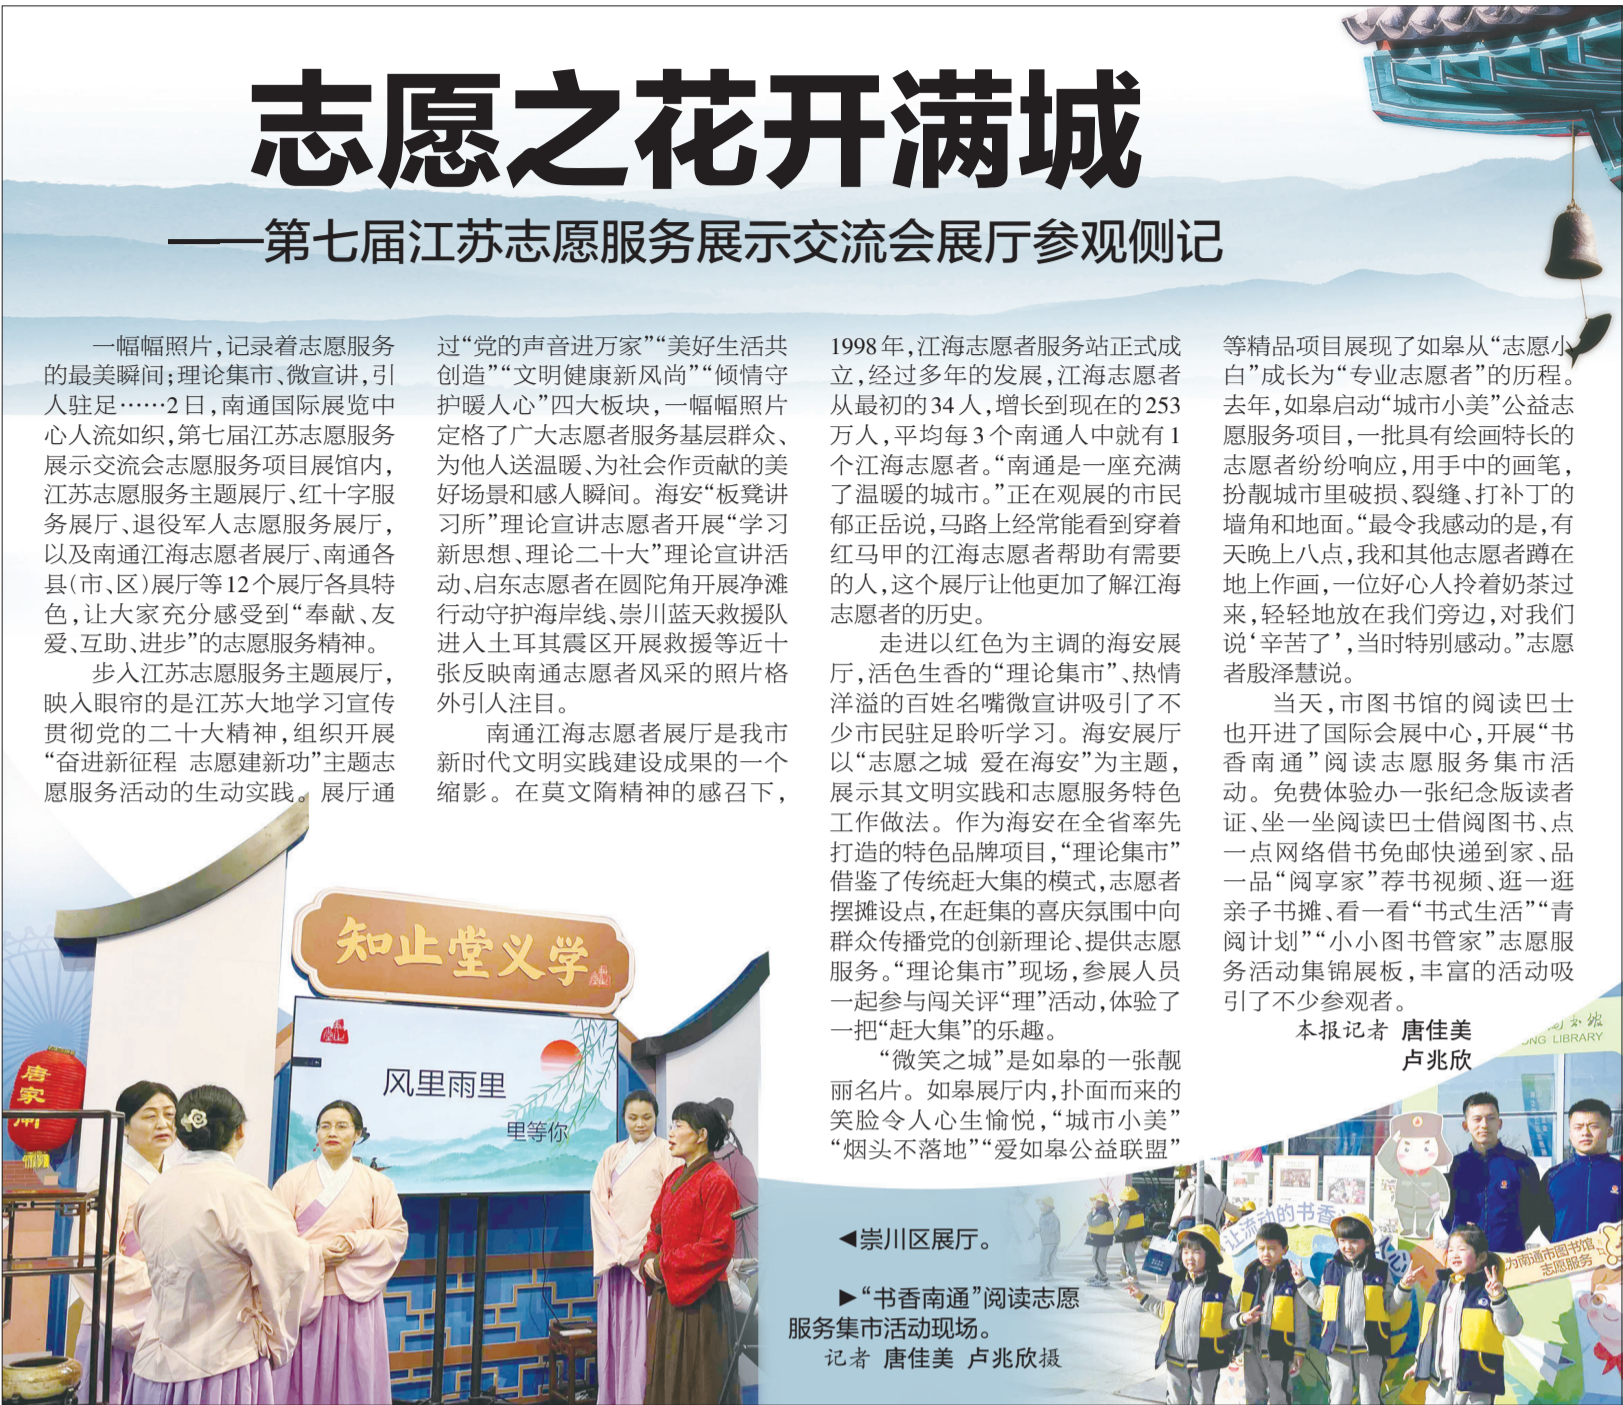 志愿之花开满城
——第七届江苏志愿服务展示交流会展厅参观侧记
一幅幅照片，记录着志愿服务
的最美瞬间；理论集市、微宣讲，引
人驻足……2日，南通国际展览中
心人流如织，第七届江苏志愿服务
展示交流会志愿服务项目展馆内，
江苏志愿服务主题展厅、红十字服
务展厅、退役军人志愿服务展厅，
以及南通江海志愿者展厅、南通各
县（市、区）展厅等12个展厅各具特
色，让大家充分感受到“奉献、友
爱、互助、进步”的志愿服务精神。
步入江苏志愿服务主题展厅，
映入眼帘的是江苏大地学习宣传
贯彻党的二十大精神，组织开展
“奋进新征程 志愿建新功”主题志
愿服务活动的生动实践。展厅通
过“党的声音进万家”“美好生活共
创造”“文明健康新风尚”“倾情守
护暖人心”四大板块，一幅幅照片
定格了广大志愿者服务基层群众、
为他人送温暖、为社会作贡献的美
好场景和感人瞬间。海安“板凳讲
习所”理论宣讲志愿者开展“学习
新思想、理论二十大”理论宣讲活
动、启东志愿者在圆陀角开展净滩
行动守护海岸线、崇川蓝天救援队
进入土耳其震区开展救援等近十
张反映南通志愿者风采的照片格
外引人注目。
南通江海志愿者展厅是我市
新时代文明实践建设成果的一个
缩影。在莫文隋精神的感召下，
1998年，江海志愿者服务站正式成
立，经过多年的发展，江海志愿者
从最初的34人，增长到现在的253
万人，平均每3个南通人中就有1
个江海志愿者。“南通是一座充满
了温暖的城市。”正在观展的市民
郁正岳说，马路上经常能看到穿着
红马甲的江海志愿者帮助有需要
的人，这个展厅让他更加了解江海
志愿者的历史。
走进以红色为主调的海安展
厅，活色生香的“理论集市”、热情
洋溢的百姓名嘴微宣讲吸引了不
少市民驻足聆听学习。海安展厅
以“志愿之城 爱在海安”为主题，
展示其文明实践和志愿服务特色
工作做法。作为海安在全省率先
打造的特色品牌项目，“理论集市”
借鉴了传统赶大集的模式，志愿者
摆摊设点，在赶集的喜庆氛围中向
群众传播党的创新理论、提供志愿
服务。“理论集市”现场，参展人员
一起参与闯关评“理”活动，体验了
一把“赶大集”的乐趣。
“微笑之城”是如皋的一张靓
丽名片。如皋展厅内，扑面而来的
笑脸令人心生愉悦，“城市小美”
“烟头不落地”“爱如皋公益联盟”
等精品项目展现了如皋从“志愿小
白”成长为“专业志愿者”的历程。
去年，如皋启动“城市小美”公益志
愿服务项目，一批具有绘画特长的
志愿者纷纷响应，用手中的画笔，
扮靓城市里破损、裂缝、打补丁的
墙角和地面。“最令我感动的是，有
天晚上八点，我和其他志愿者蹲在
地上作画，一位好心人拎着奶茶过
来，轻轻地放在我们旁边，对我们
说‘辛苦了’，当时特别感动。”志愿
者殷泽慧说。
当天，市图书馆的阅读巴士
也开进了国际会展中心，开展“书
香南通”阅读志愿服务集市活
动。免费体验办一张纪念版读者
证、坐一坐阅读巴士借阅图书、点
一点网络借书免邮快递到家、品
一品“阅享家”荐书视频、逛一逛
亲子书摊、看一看“书式生活”“青
阅计划”“小小图书管家”志愿服
务活动集锦展板，丰富的活动吸
引了不少参观者。
本报记者 唐佳美
卢兆欣
知止堂义学
风里雨里
里等你
唐家闸
◀崇川区展厅。
▶“书香南通”阅读志愿
服务集市活动现场。
记者 唐佳美 卢兆欣摄
ONG LIBRARY
让流动的书香
心
为南通市图书馆
志愿服务